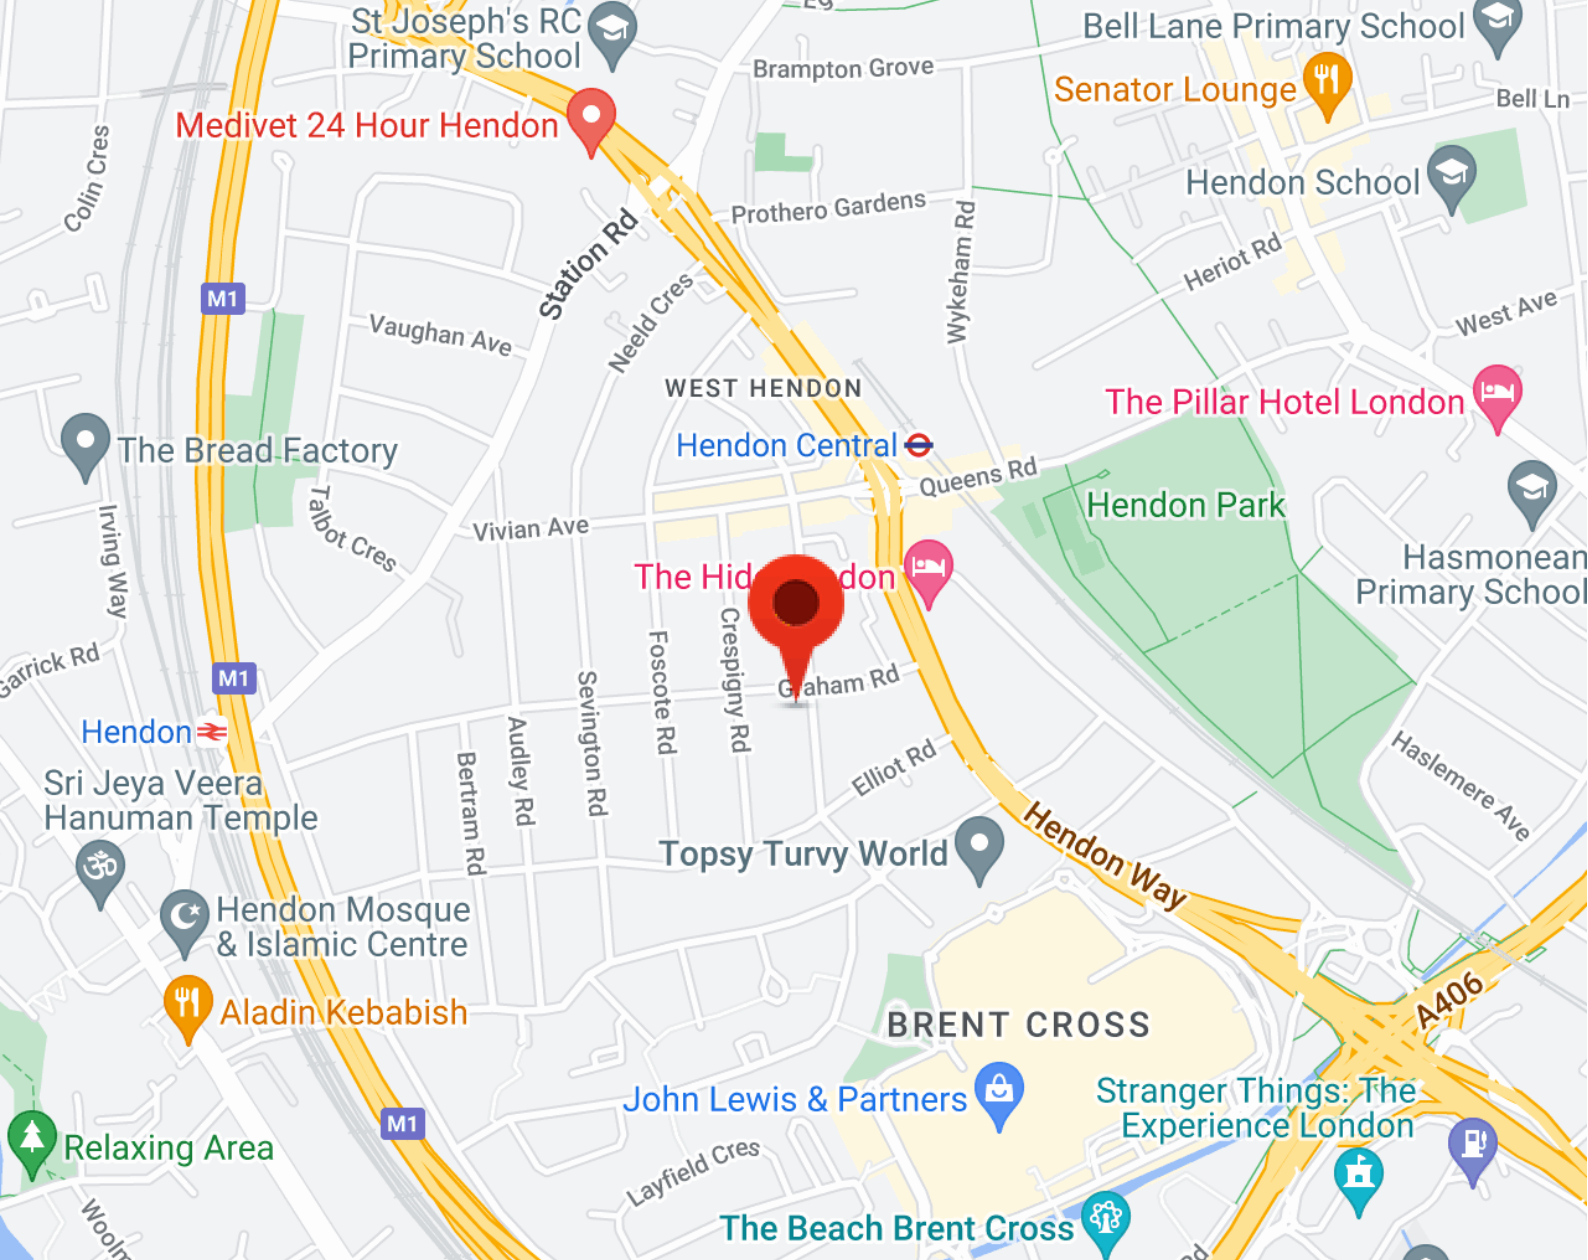 E9
St Joseph's RC
Primary School
Bell Lane Primary School
Brampton Grove
Senator Lounge
Bell Ln
Medivet 24 Hour Hendon
Colin Cres
Hendon School
Prothero Gardens
Station Rd
Wykeham Rd
Heriot Rd
M1
Neeld Cres
West Ave
Vaughan Ave
WEST HENDON
The Pillar Hotel London
The Bread Factory
Hendon Central
Queens Rd
Hendon Park
Talbot Cres
Irving Way
Vivian Ave
Hasmonean
Primary School
The Hide London
Crespigny Rd
Foscote Rd
Garrick Rd
M1
Sevington Rd
Graham Rd
Hendon
Audley Rd
Bertram Rd
Elliot Rd
Haslemere Ave
Sri Jeya Veera
Hanuman Temple
Topsy Turvy World
Hendon Way
Hendon Mosque
& Islamic Centre
Aladin Kebabish
A406
BRENT CROSS
John Lewis & Partners
Stranger Things: The
Experience London
M1
Relaxing Area
Layfield Cres
The Beach Brent Cross
Woolm
Rd